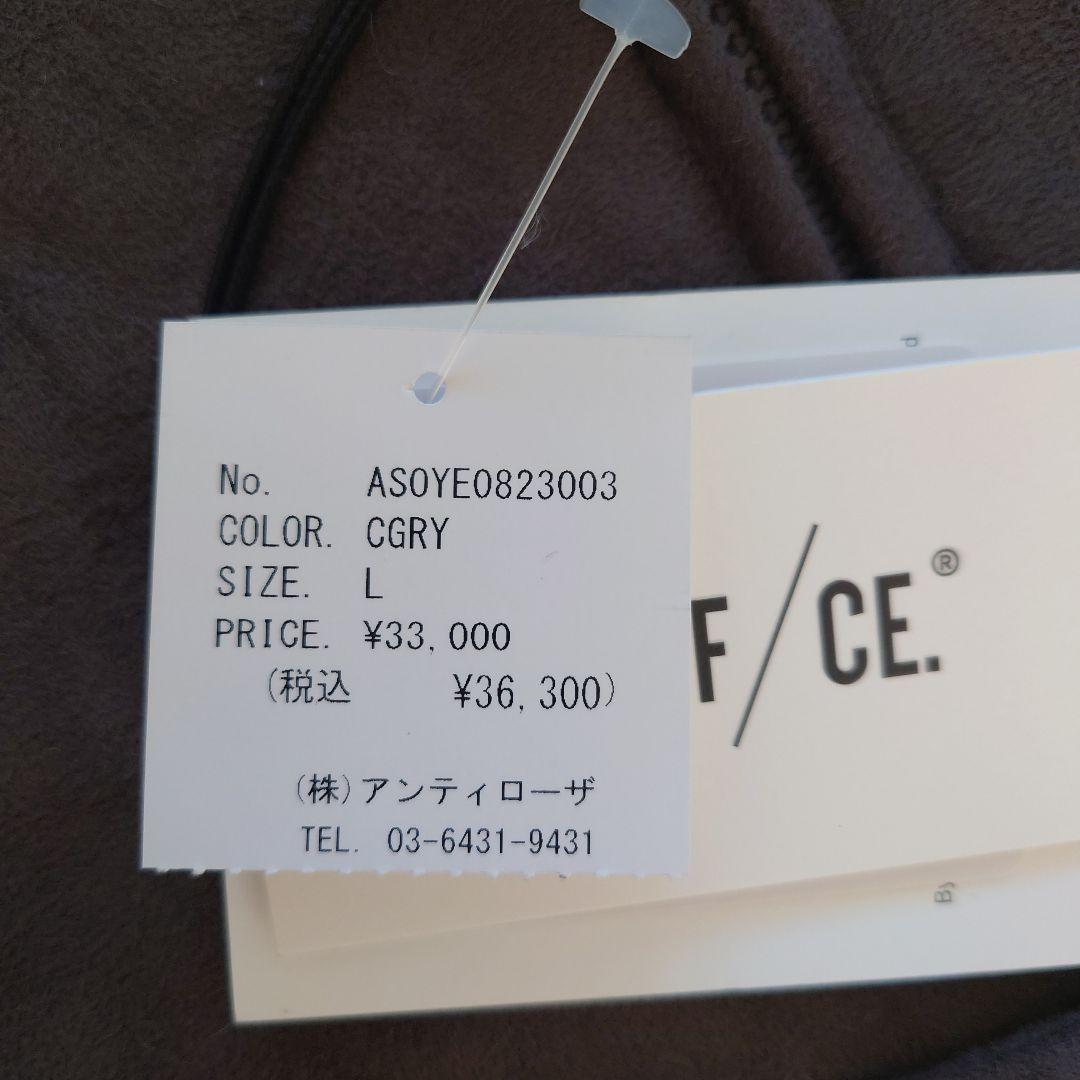 No. ASOYE0823003
COLOR. CGRY
SIZE. L
PRICE. ¥33,000
(税込 ¥36,300)
(株)アンティローザ
TEL. 03-6431-9431
F/CE.®
d
By